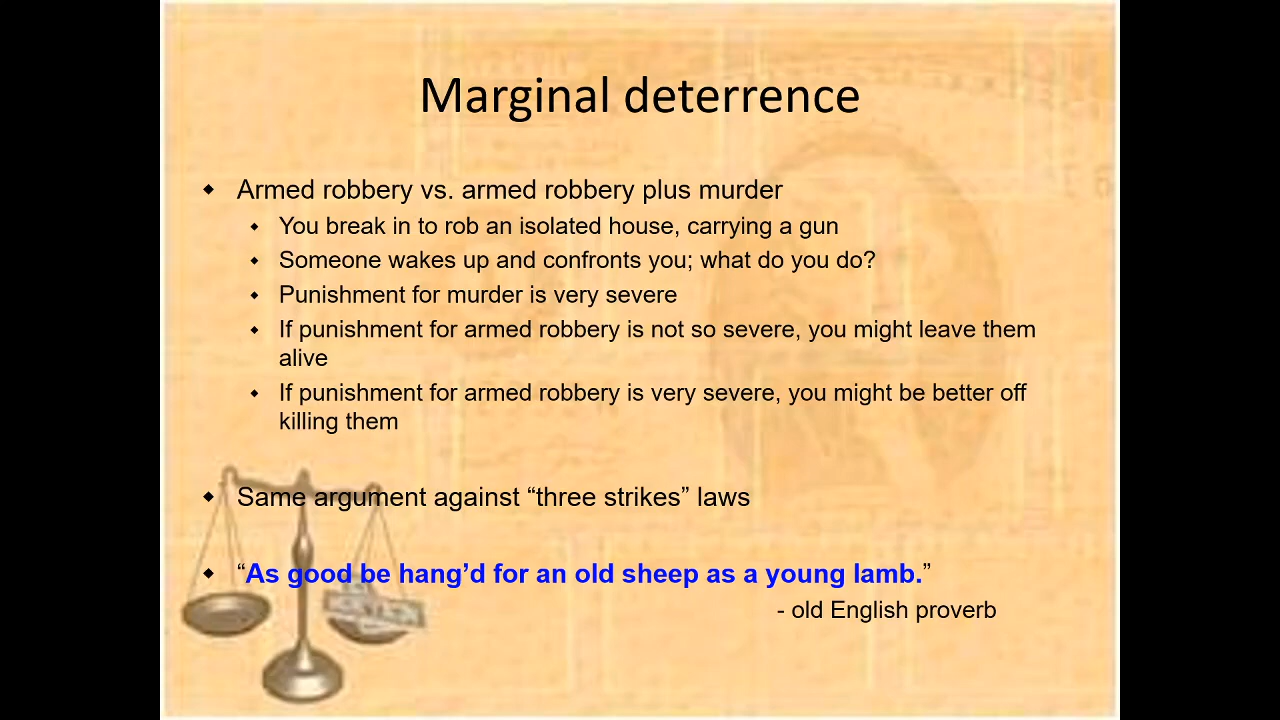 Marginal deterrence
Armed robbery vs. armed robbery plus murder
You break in to rob an isolated house, carrying a gun
Someone wakes up and confronts you; what do you do?
Punishment for murder is very severe
If punishment for armed robbery is not so severe, you might leave them
alive
If punishment for armed robbery is very severe, you might be better off
killing them
Same argument against “three strikes” laws
“As good be hang’d for an old sheep as a young lamb.”
- old English proverb